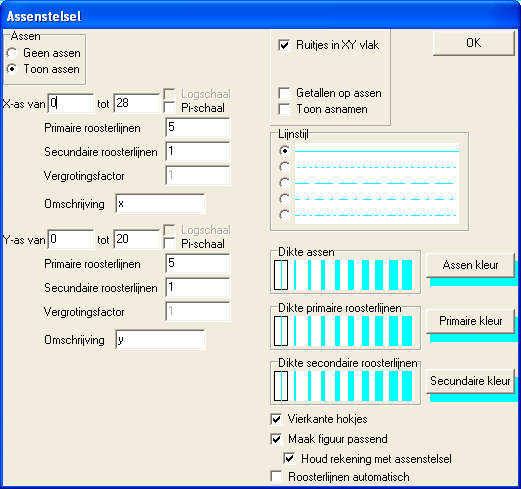 Assenstelsel
Assen
Geen assen
Toon assen
X-as van 0 tot 28
Logschaal
Pi-schaal
Primaire roosterlijnen 5
Secundaire roosterlijnen 1
Vergrotingsfactor 1
Omschrijving x
Y-as van 0 tot 20
Logschaal
Pi-schaal
Primaire roosterlijnen 5
Secundaire roosterlijnen 1
Vergrotingsfactor 1
Omschrijving y
Ruitjes in XY vlak
OK
Getallen op assen
Toon asnamen
Lijnstijl
Dikte assen
Assen kleur
Dikte primaire roosterlijnen
Primaire kleur
Dikte secondaire roosterlijnen
Secundaire kleur
Vierkante hokjes
Maak figuur passend
Houd rekening met assenstelsel
Roosterlijnen automatisch